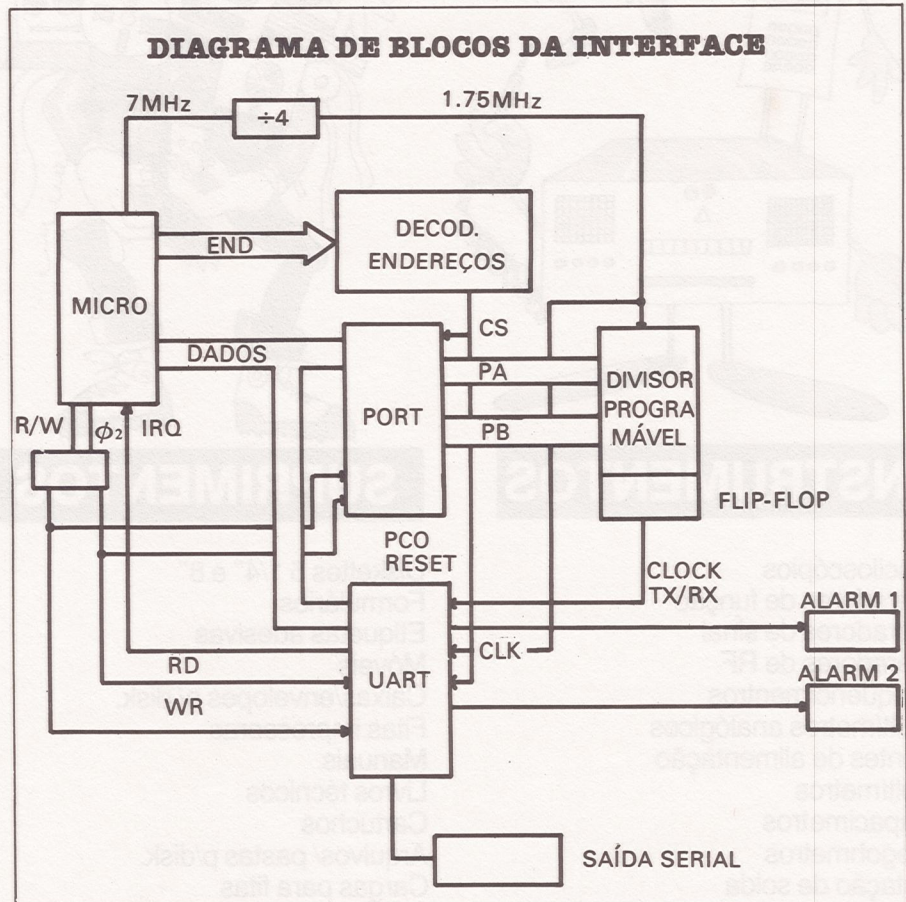 DIAGRAMA DE BLOCOS DA INTERFACE
7MHz
÷4
1.75MHz
DECOD.
ENDEREÇOS
END
MICRO
CS
DADOS
PA
DIVISOR
PROGRA
MÁVEL
PORT
PB
R/W
ϕ₂
IRQ
FLIP-FLOP
PCO
RESET
CLOCK
TX/RX
ALARM 1
CLK
RD
UART
ALARM 2
WR
SAÍDA SERIAL